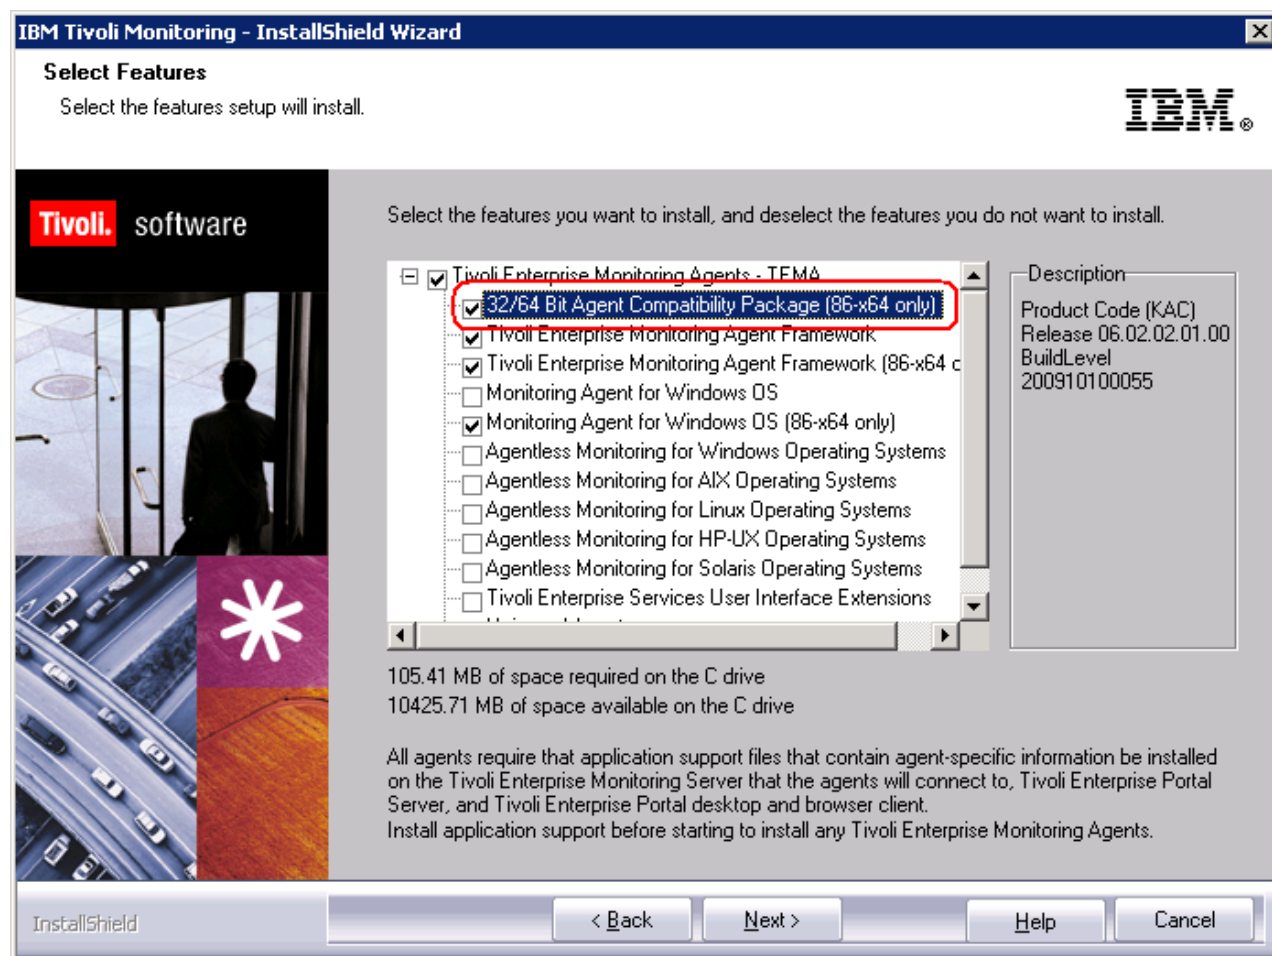 IBM Tivoli Monitoring - InstallShield Wizard
Select Features
Select the features setup will install.
IBM®
Tivoli. software
Select the features you want to install, and deselect the features you do not want to install.
Tivoli Enterprise Monitoring Agents - TEMA
32/64 Bit Agent Compatibility Package (86-x64 only)
Tivoli Enterprise Monitoring Agent Framework
Tivoli Enterprise Monitoring Agent Framework (86-x64 o
Monitoring Agent for Windows OS
Monitoring Agent for Windows OS (86-x64 only)
Agentless Monitoring for Windows Operating Systems
Agentless Monitoring for AIX Operating Systems
Agentless Monitoring for Linux Operating Systems
Agentless Monitoring for HP-UX Operating Systems
Agentless Monitoring for Solaris Operating Systems
Tivoli Enterprise Services User Interface Extensions
Description
Product Code (KAC)
Release 06.02.02.01.00
BuildLevel
200910100055
105.41 MB of space required on the C drive
10425.71 MB of space available on the C drive
All agents require that application support files that contain agent-specific information be installed
on the Tivoli Enterprise Monitoring Server that the agents will connect to, Tivoli Enterprise Portal
Server, and Tivoli Enterprise Portal desktop and browser client.
Install application support before starting to install any Tivoli Enterprise Monitoring Agents.
InstallShield
< Back
Next >
Help
Cancel